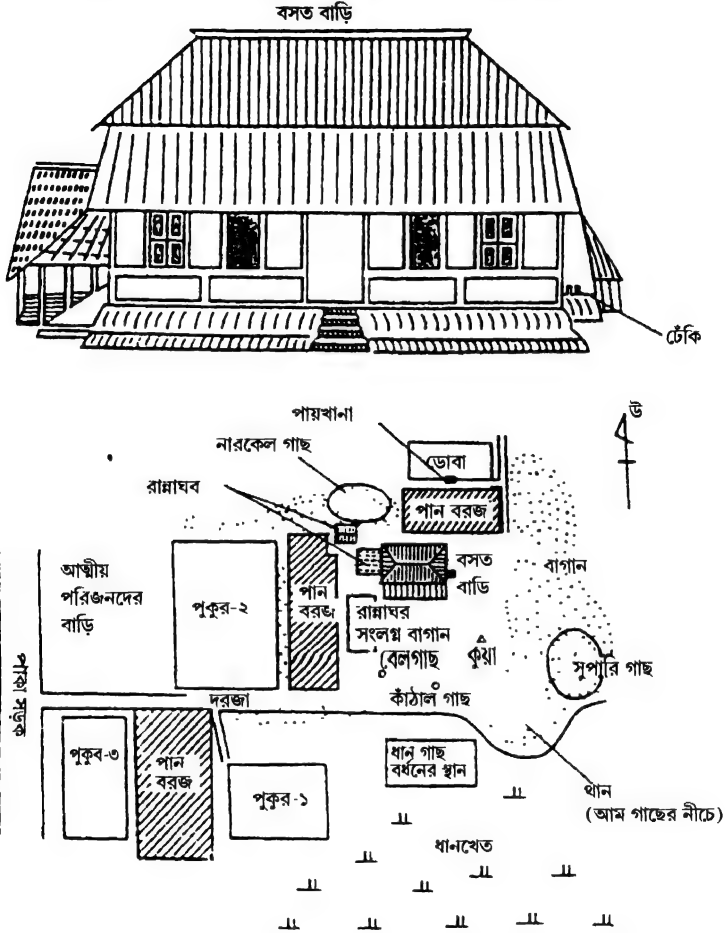 বসত বাড়ি
ঢেঁকি
পায়খানা
উ
নারকেল গাছ
ডোবা
রান্নাঘব
পান বরজ
আত্মীয়
পরিজনদের
বাড়ি
পুকুর-২
পান
বরজ
বসত
বাডি
বাগান
রান্নাঘর
সংলগ্ন বাগান
বেলগাছ
কুঁয়া
সুপারি গাছ
পাকা সড়ক
দরজা
কাঁঠাল গাছ
পুকুব-৩
পান
বরজ
পুকুর-১
ধান গাছ
বর্ধনের স্থান
থান
(আম গাছের নীচে)
ধানখেত